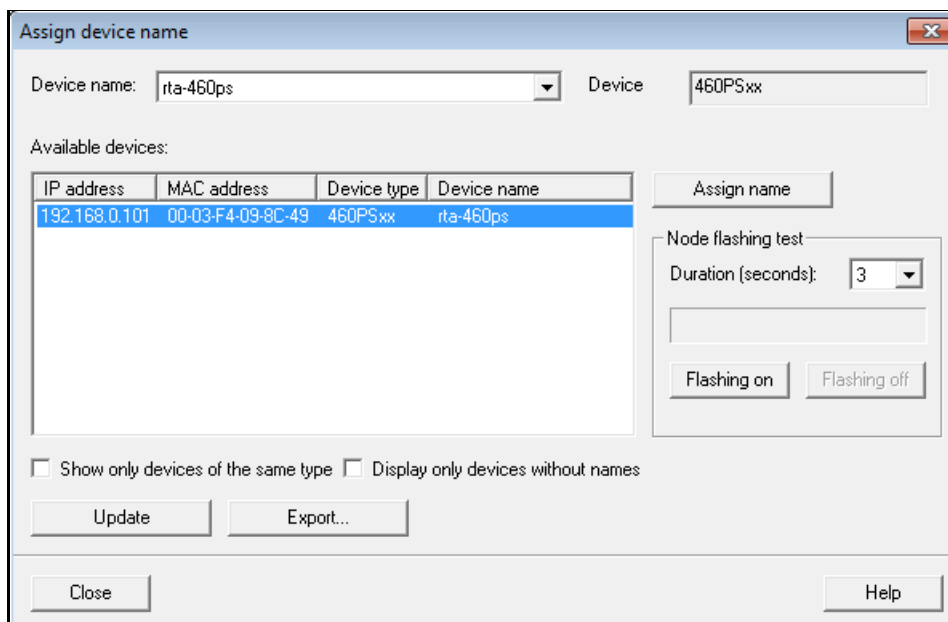 Assign device name
Device name: rta-460ps Device 460PSxx
Available devices:
IP address MAC address Device type Device name
192.168.0.101 00-03-F4-09-8C-49 460PSxx rta-460ps
Assign name
Node flashing test
Duration (seconds): 3
Flashing on Flashing off
Show only devices of the same type Display only devices without names
Update Export...
Close Help